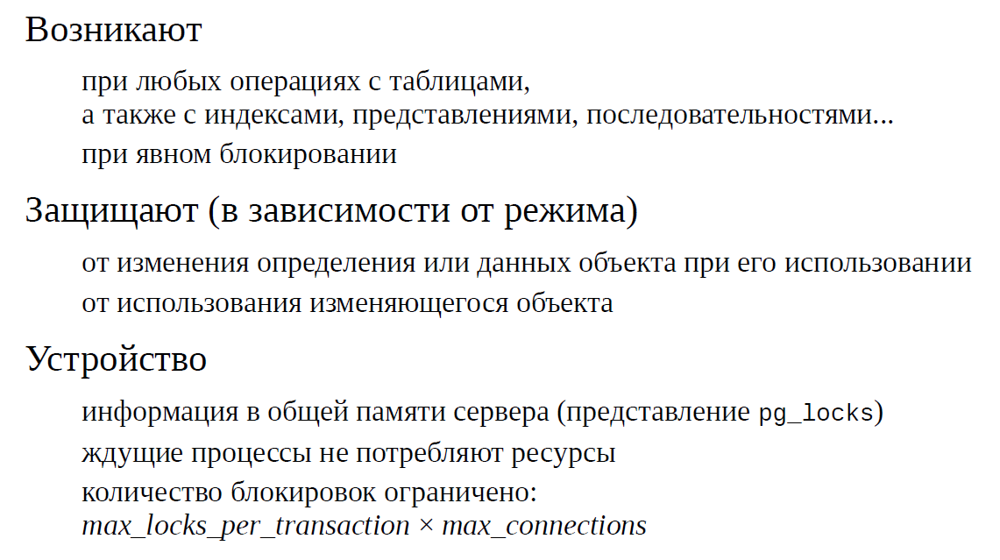 Возникают
при любых операциях с таблицами,
а также с индексами, представлениями, последовательностями...
при явном блокировании
Защищают (в зависимости от режима)
от изменения определения или данных объекта при его использовании
от использования изменяющегося объекта
Устройство
информация в общей памяти сервера (представление pg_locks)
ждущие процессы не потребляют ресурсы
количество блокировок ограничено:
max_locks_per_transaction × max_connections